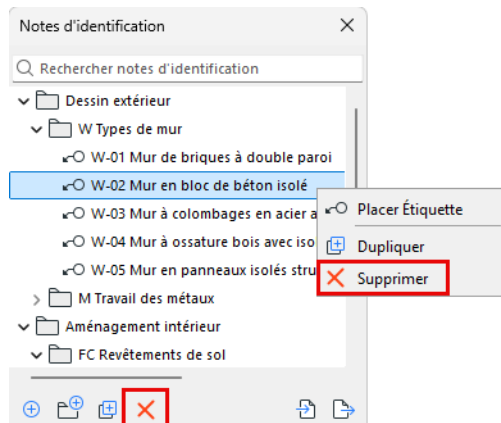 Notes d'identification
Rechercher notes d'identification
Dessin extérieur
W Types de mur
W-01 Mur de briques à double paroi
W-02 Mur en bloc de béton isolé
Placer Étiquette
W-03 Mur à colombages en acier a
W-04 Mur à ossature bois avec iso
Dupliquer
W-05 Mur en panneaux isolés stru
Supprimer
M Travail des métaux
Aménagement intérieur
FC Revêtements de sol